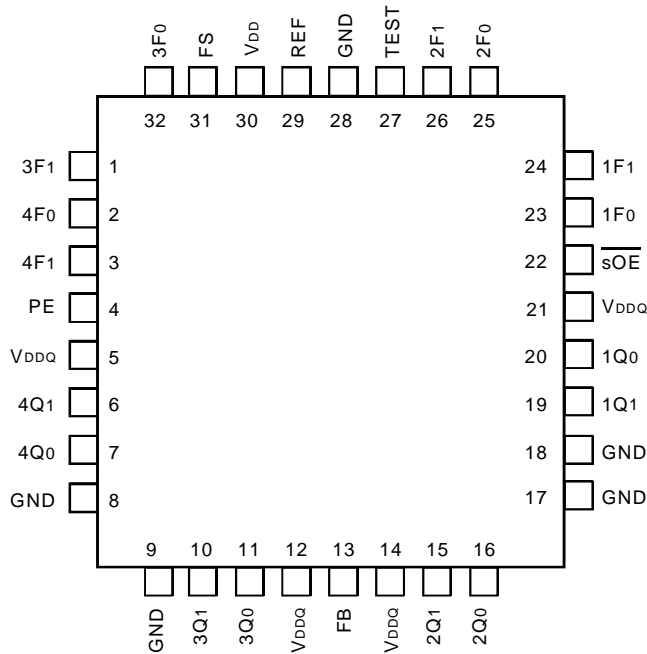 3F0 FS VDD REF GND TEST 2F1 2F0
32 31 30 29 28 27 26 25
3F1 1 24 1F1
4F0 2 23 1F0
4F1 3 22 sOE
PE 4 21 VDDQ
VDDQ 5 20 1Q0
4Q1 6 19 1Q1
4Q0 7 18 GND
GND 8 17 GND
9 10 11 12 13 14 15 16
GND 3Q1 3Q0 VDDQ FB VDDQ 2Q1 2Q0